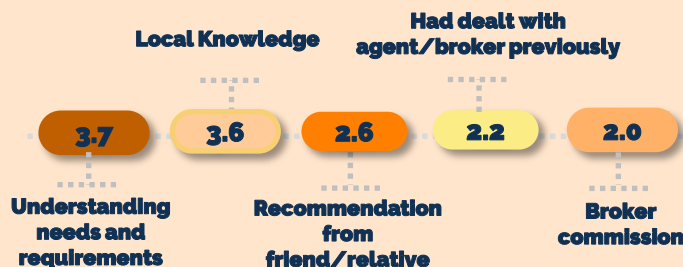 Had dealt with
agent/broker previously
Local Knowledge
3.7
3.6
2.6
2.2
2.0
Understanding
needs and
requirements
Recommendation
from
friend/relative
Broker
commission